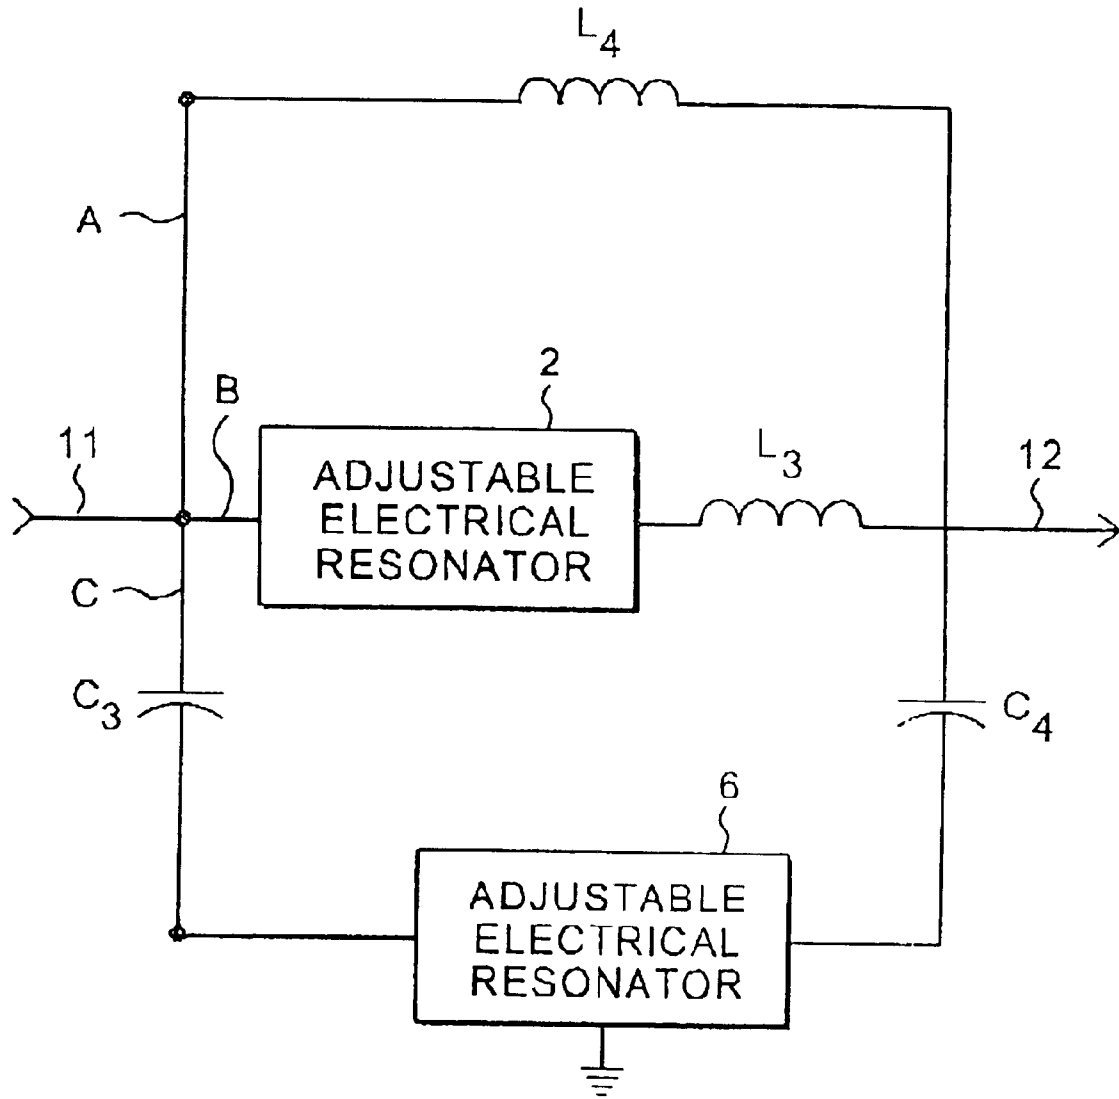 L4
A
B
2
11
ADJUSTABLE
ELECTRICAL
RESONATOR
L3
12
C
C3
C4
6
ADJUSTABLE
ELECTRICAL
RESONATOR